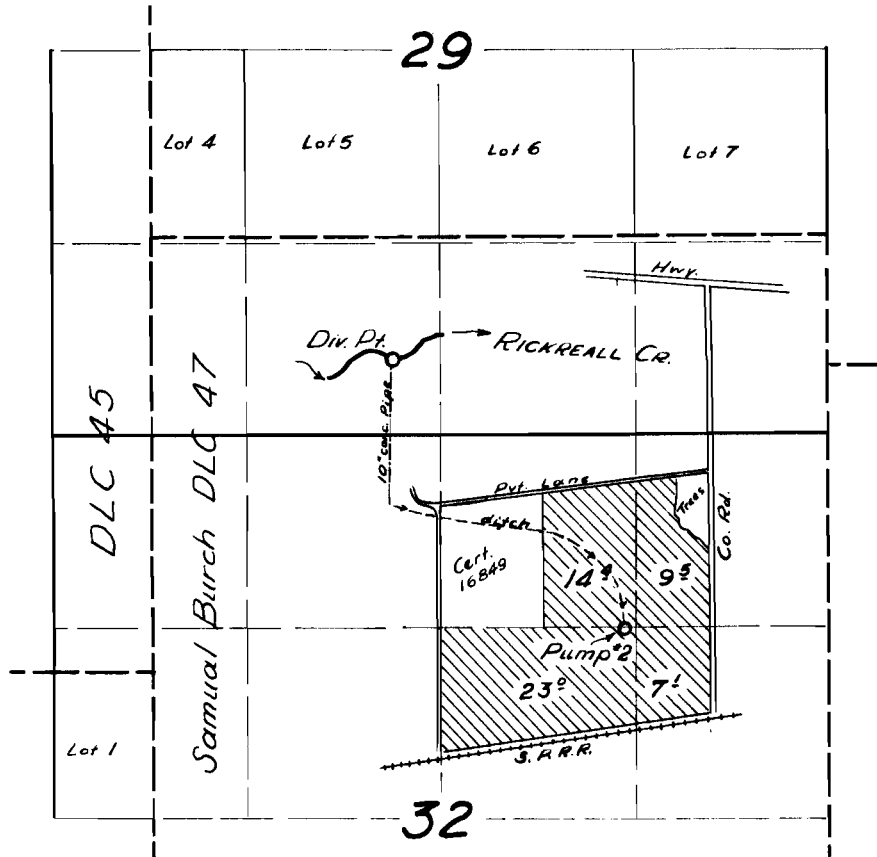 29
Lot 4
Lot 5
Lot 6
Lot 7
Hwy.
Div. Pt.
RICKREALL CR.
10" conc. Pipe
DLC 45
Samual Burch DLC 47
Pvt. Lane
ditch
Trees
Co. Rd.
Cert.
16849
14.4
9.5
Pump #2
23.0
7.1
Lot 1
S. P. R.R.
32